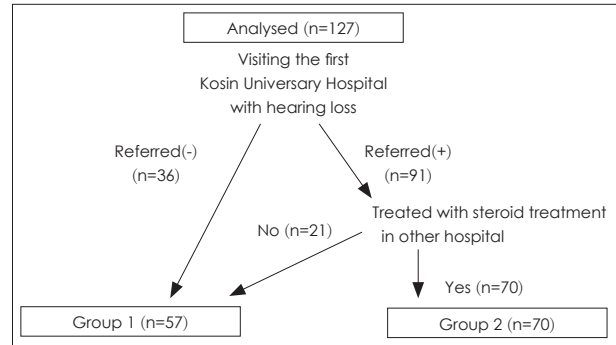 Analysed (n=127)
Visiting the first
Kosin Universary Hospital
with hearing loss
Referred(-)
(n=36)
Referred(+)
(n=91)
No (n=21)
Treated with steroid treatment
in other hospital
Yes (n=70)
Group 1 (n=57)
Group 2 (n=70)